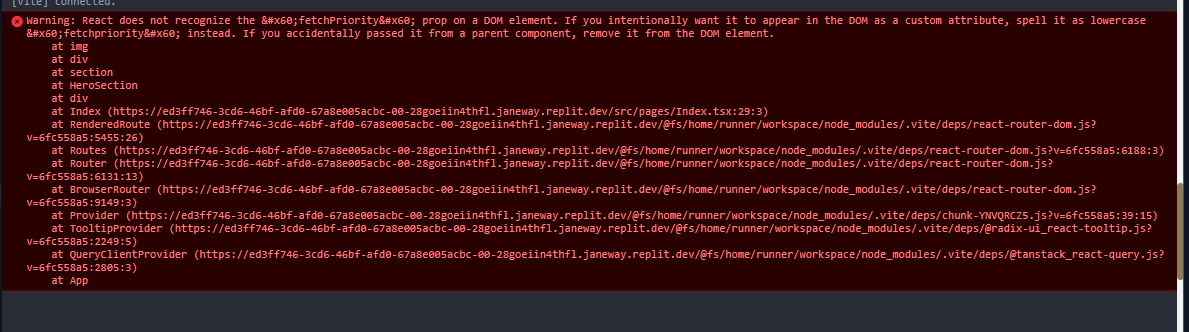 [vite] connected.
Warning: React does not recognize the &#x60;fetchPriority&#x60; prop on a DOM element. If you intentionally want it to appear in the DOM as a custom attribute, spell it as lowercase
&#x60;fetchpriority&#x60; instead. If you accidentally passed it from a parent component, remove it from the DOM element.
at img
at div
at section
at HeroSection
at div
at Index (https://ed3ff746-3cd6-46bf-afd0-67a8e005acbc-00-28goeiin4thfl.janeway.replit.dev/src/pages/Index.tsx:29:3)
at RenderedRoute (https://ed3ff746-3cd6-46bf-afd0-67a8e005acbc-00-28goeiin4thfl.janeway.replit.dev/@fs/home/runner/workspace/node_modules/.vite/deps/react-router-dom.js?
v=6fc558a5:5455:26)
at Routes (https://ed3ff746-3cd6-46bf-afd0-67a8e005acbc-00-28goeiin4thfl.janeway.replit.dev/@fs/home/runner/workspace/node_modules/.vite/deps/react-router-dom.js?v=6fc558a5:6188:3)
at Router (https://ed3ff746-3cd6-46bf-afd0-67a8e005acbc-00-28goeiin4thfl.janeway.replit.dev/@fs/home/runner/workspace/node_modules/.vite/deps/react-router-dom.js?
v=6fc558a5:6131:13)
at BrowserRouter (https://ed3ff746-3cd6-46bf-afd0-67a8e005acbc-00-28goeiin4thfl.janeway.replit.dev/@fs/home/runner/workspace/node_modules/.vite/deps/react-router-dom.js?
v=6fc558a5:9149:3)
at Provider (https://ed3ff746-3cd6-46bf-afd0-67a8e005acbc-00-28goeiin4thfl.janeway.replit.dev/@fs/home/runner/workspace/node_modules/.vite/deps/chunk-YNVQRCZ5.js?v=6fc558a5:39:15)
at TooltipProvider (https://ed3ff746-3cd6-46bf-afd0-67a8e005acbc-00-28goeiin4thfl.janeway.replit.dev/@fs/home/runner/workspace/node_modules/.vite/deps/@radix-ui_react-tooltip.js?
v=6fc558a5:2249:5)
at QueryClientProvider (https://ed3ff746-3cd6-46bf-afd0-67a8e005acbc-00-28goeiin4thfl.janeway.replit.dev/@fs/home/runner/workspace/node_modules/.vite/deps/@tanstack_react-query.js?
v=6fc558a5:2805:3)
at App